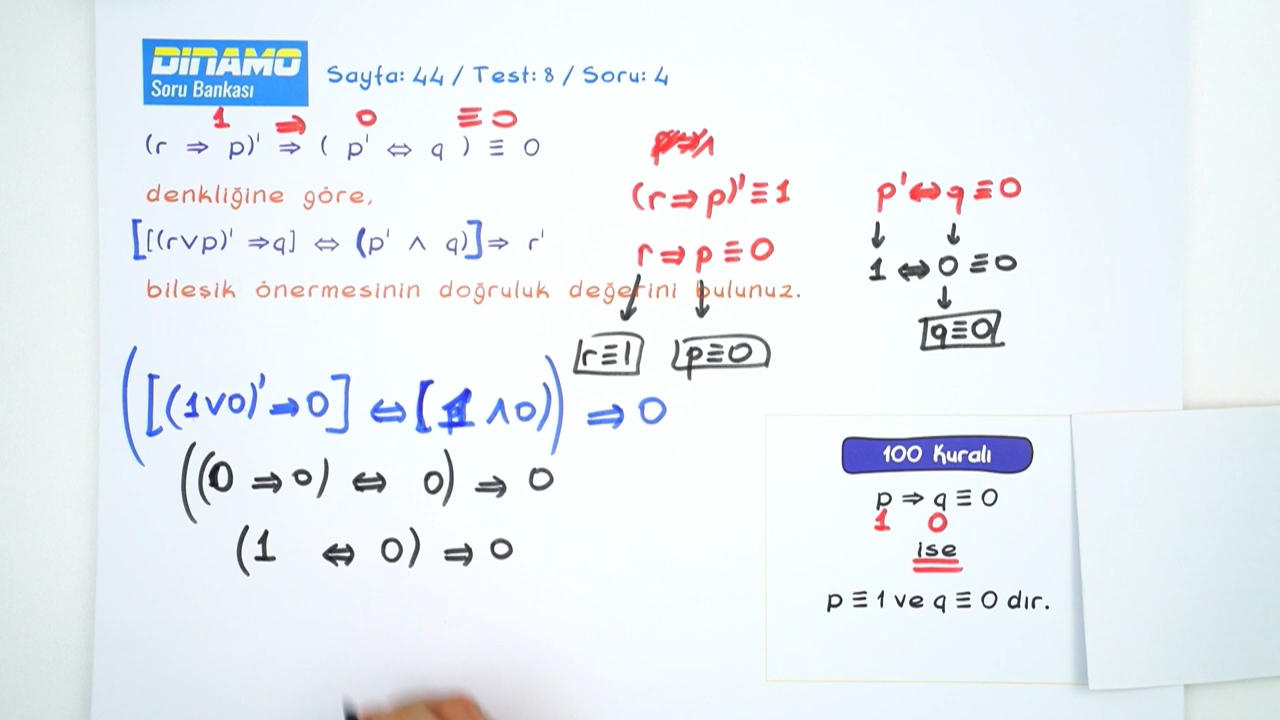 DİNAMO
Soru Bankası
Sayfa: 44 / Test: 8 / Soru: 4
1 ⇒ 0 ≡ 0
(r ⇒ p)' ⇒ ( p' ⇔ q ) ≡ 0
denkliğine göre,
[[(r∨p)' ⇒q] ⇔ (p' ∧ q)]⇒ r'
bileşik önermesinin doğruluk değerini bulunuz.
(r⇒p)'≡1
r⇒p≡0
r≡1 p≡0
p'⇔q≡0
1⇔0≡0
q≡0
([(1∨0)'⇒0] ⇔ [1∧0)) ⇒ 0
((0⇒0) ⇔ 0) ⇒ 0
(1 ⇔ 0) ⇒ 0
100 Kuralı
p ⇒ q ≡ 0
1 0
ise
p ≡ 1 ve q ≡ 0 dır.